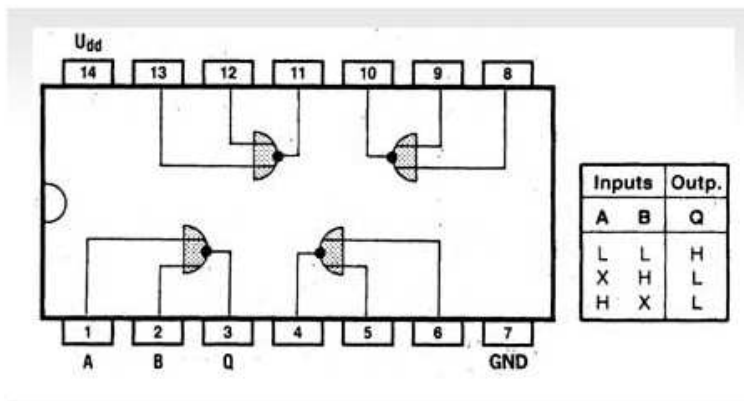 Udd
14 13 12 11 10 9 8
Inputs Outp.
A B Q
L L H
X H L
H X L
1 2 3 4 5 6 7
A B Q GND